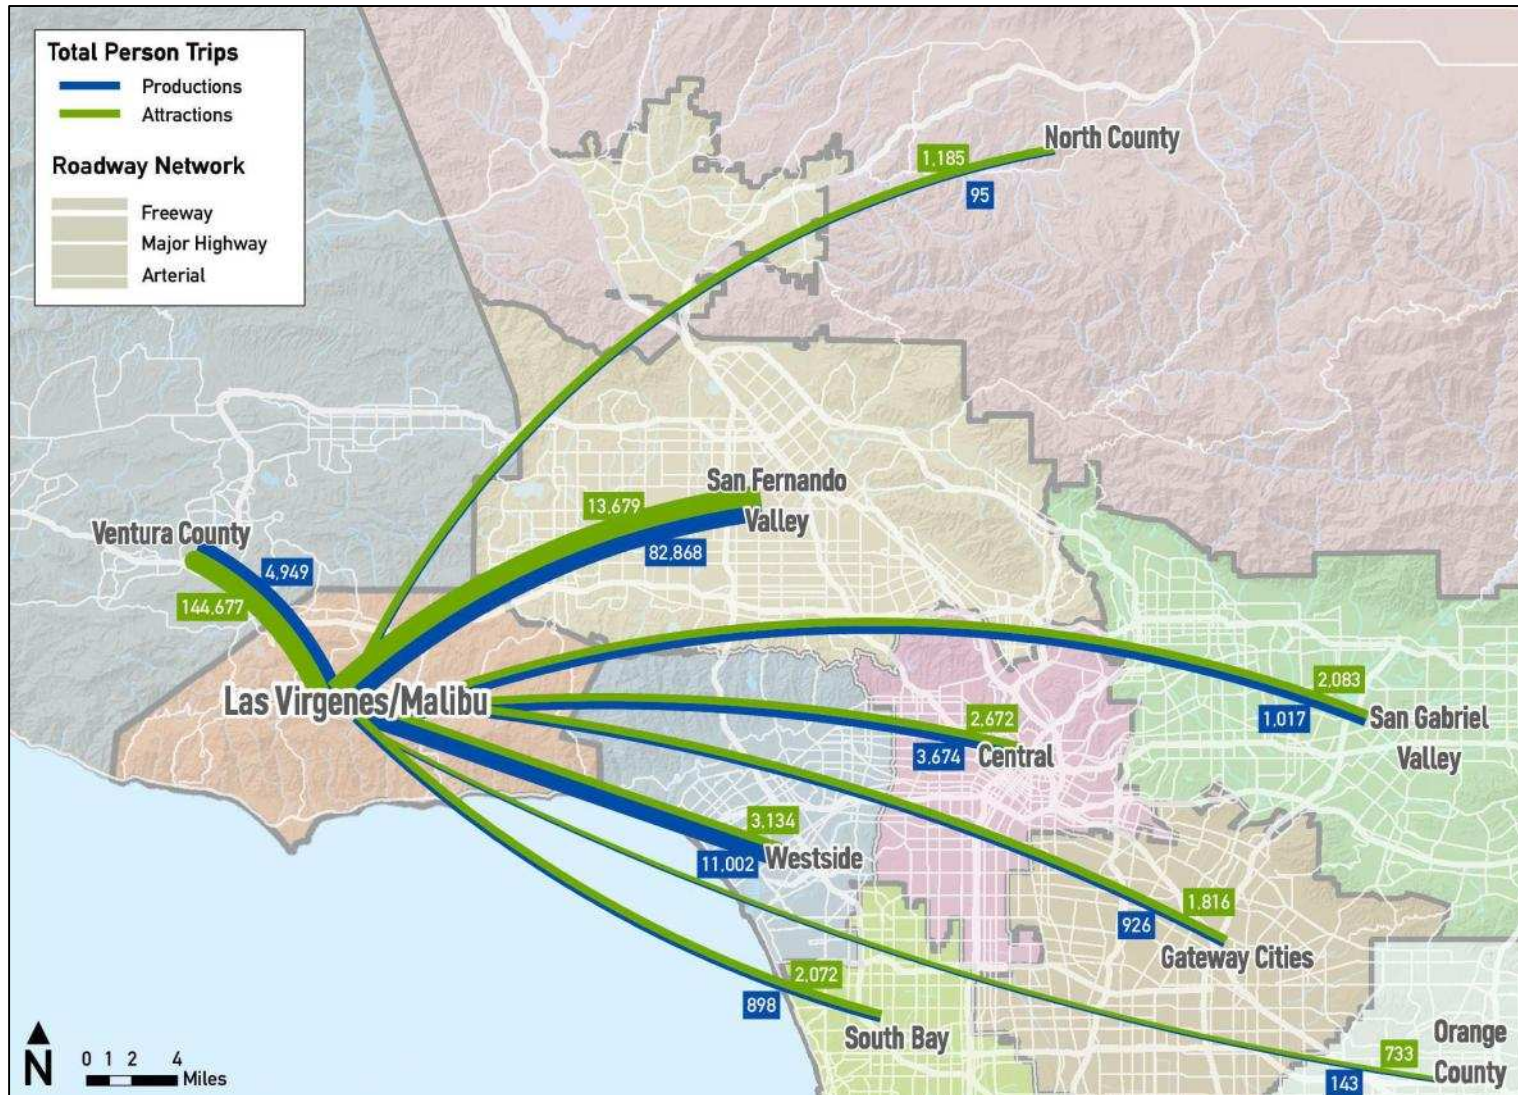 Total Person Trips
Productions
Attractions
Roadway Network
Freeway
Major Highway
Arterial
North County
1,185
95
San Fernando
Valley
13,679
82,868
Ventura County
4,949
144,677
Las Virgenes/Malibu
2,083
1,017
San Gabriel
Valley
2,672
3,674
Central
3,134
11,002
Westside
1,816
926
Gateway Cities
2,072
898
South Bay
733
143
Orange
County
N
0 1 2 4
Miles